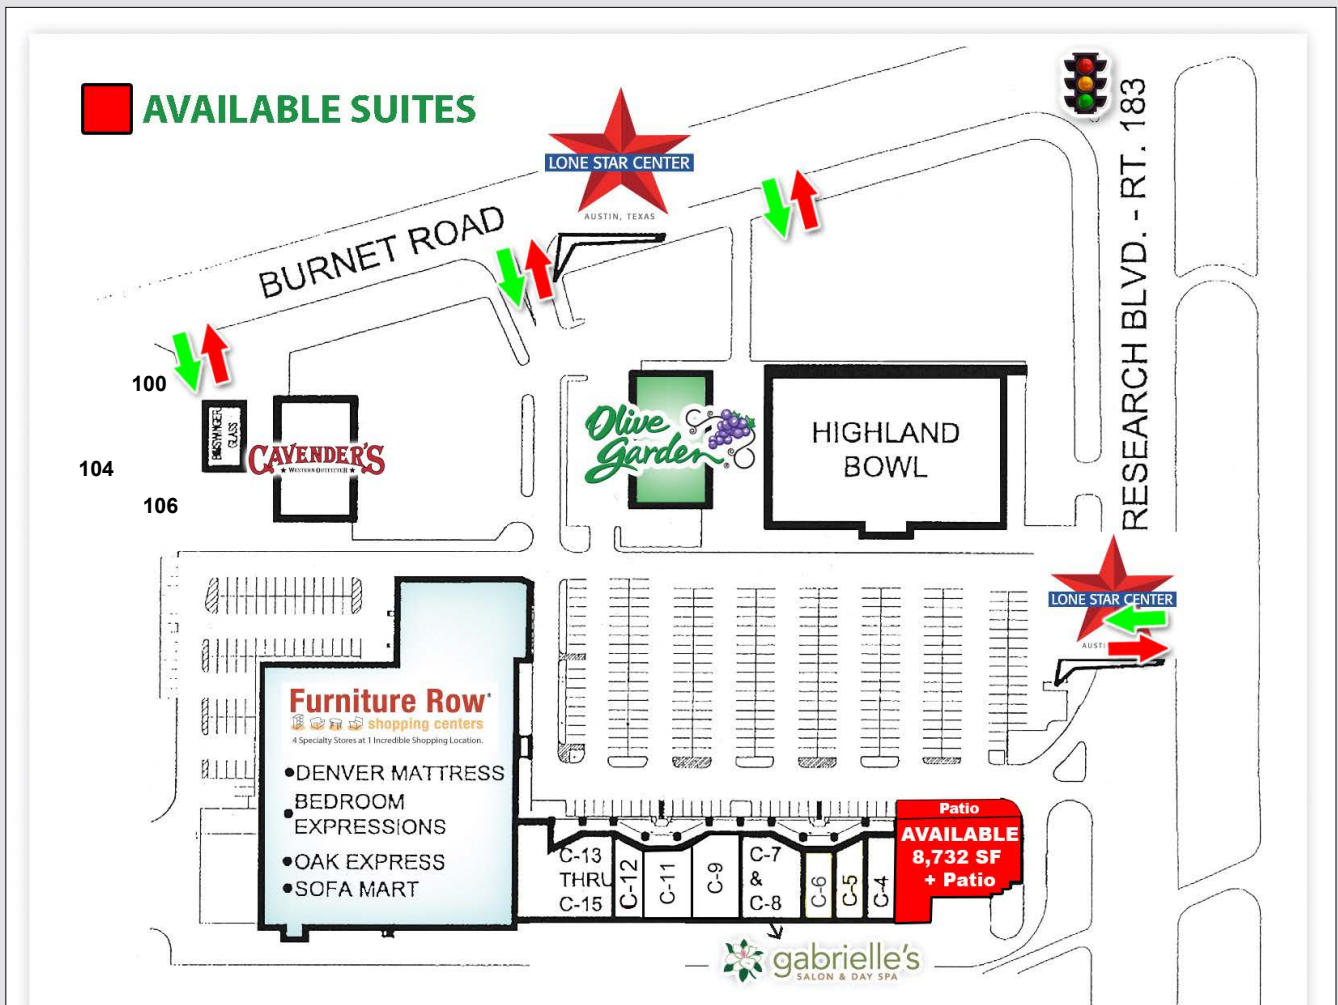 AVAILABLE SUITES
LONE STAR CENTER
AUSTIN, TEXAS
BURNET ROAD
RESEARCH BLVD. - RT. 183
100
104
106
GLASS
CAVENDER'S
WESTERN OUTFITTER
Olive
Garden
HIGHLAND
BOWL
LONE STAR CENTER
AUSTI
Furniture Row
shopping centers
4 Specialty Stores at 1 Incredible Shopping Location.
•DENVER MATTRESS
•BEDROOM
EXPRESSIONS
•OAK EXPRESS
•SOFA MART
C-13
THRU
C-15
C-12
C-11
C-9
C-7
&
C-8
C-6
C-5
C-4
Patio
AVAILABLE
8,732 SF
+ Patio
gabrielle's
SALON & DAY SPA